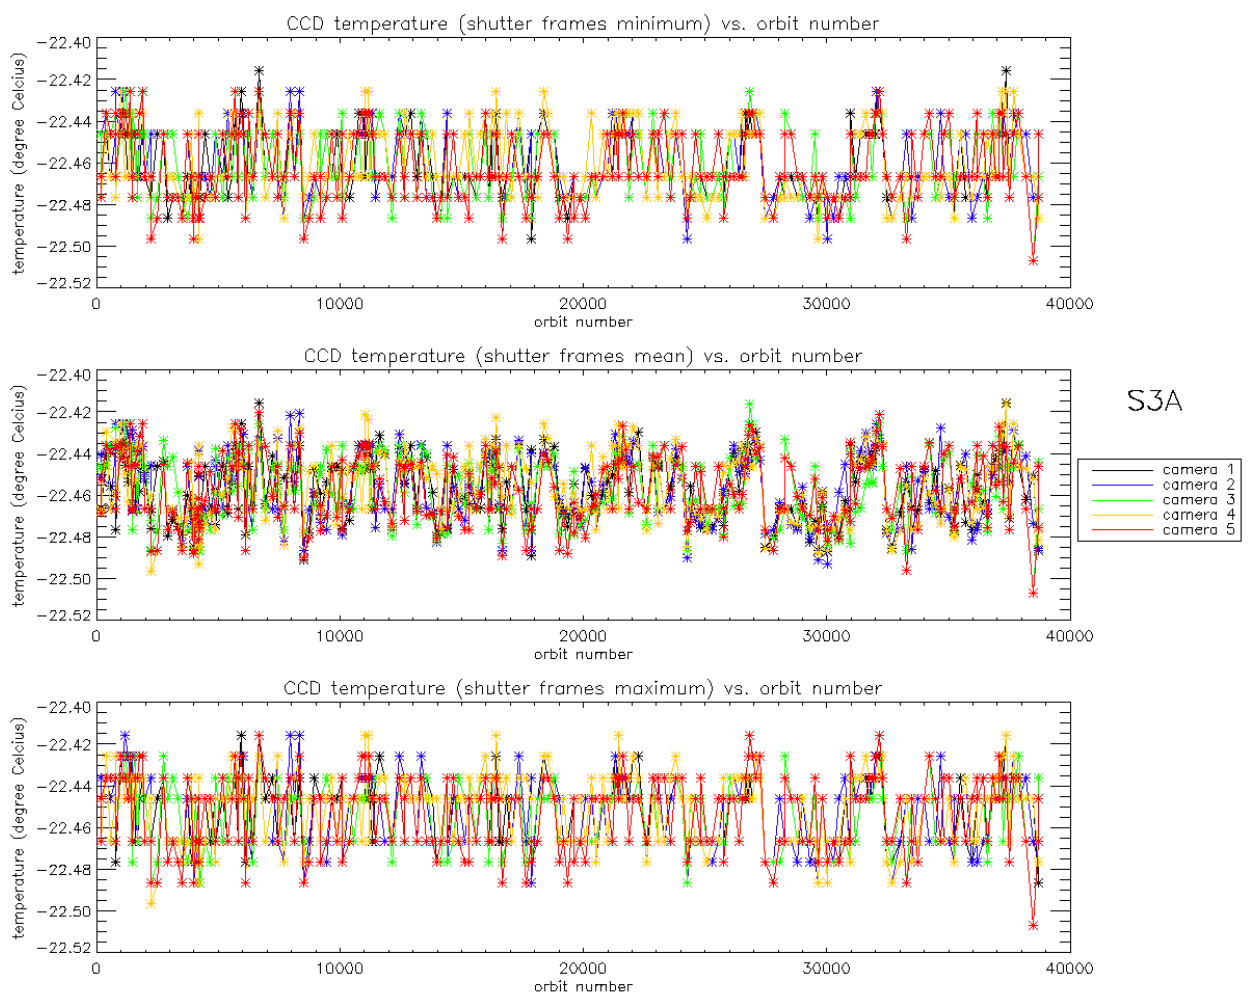 CCD temperature (shutter frames minimum) vs. orbit number
temperature (degree Celcius)
-22.40
-22.42
-22.44
-22.46
-22.48
-22.50
-22.52
0 10000 20000 30000 40000
orbit number
CCD temperature (shutter frames mean) vs. orbit number
temperature (degree Celcius)
-22.40
-22.42
-22.44
-22.46
-22.48
-22.50
-22.52
0 10000 20000 30000 40000
orbit number
S3A
camera 1
camera 2
camera 3
camera 4
camera 5
CCD temperature (shutter frames maximum) vs. orbit number
temperature (degree Celcius)
-22.40
-22.42
-22.44
-22.46
-22.48
-22.50
-22.52
0 10000 20000 30000 40000
orbit number